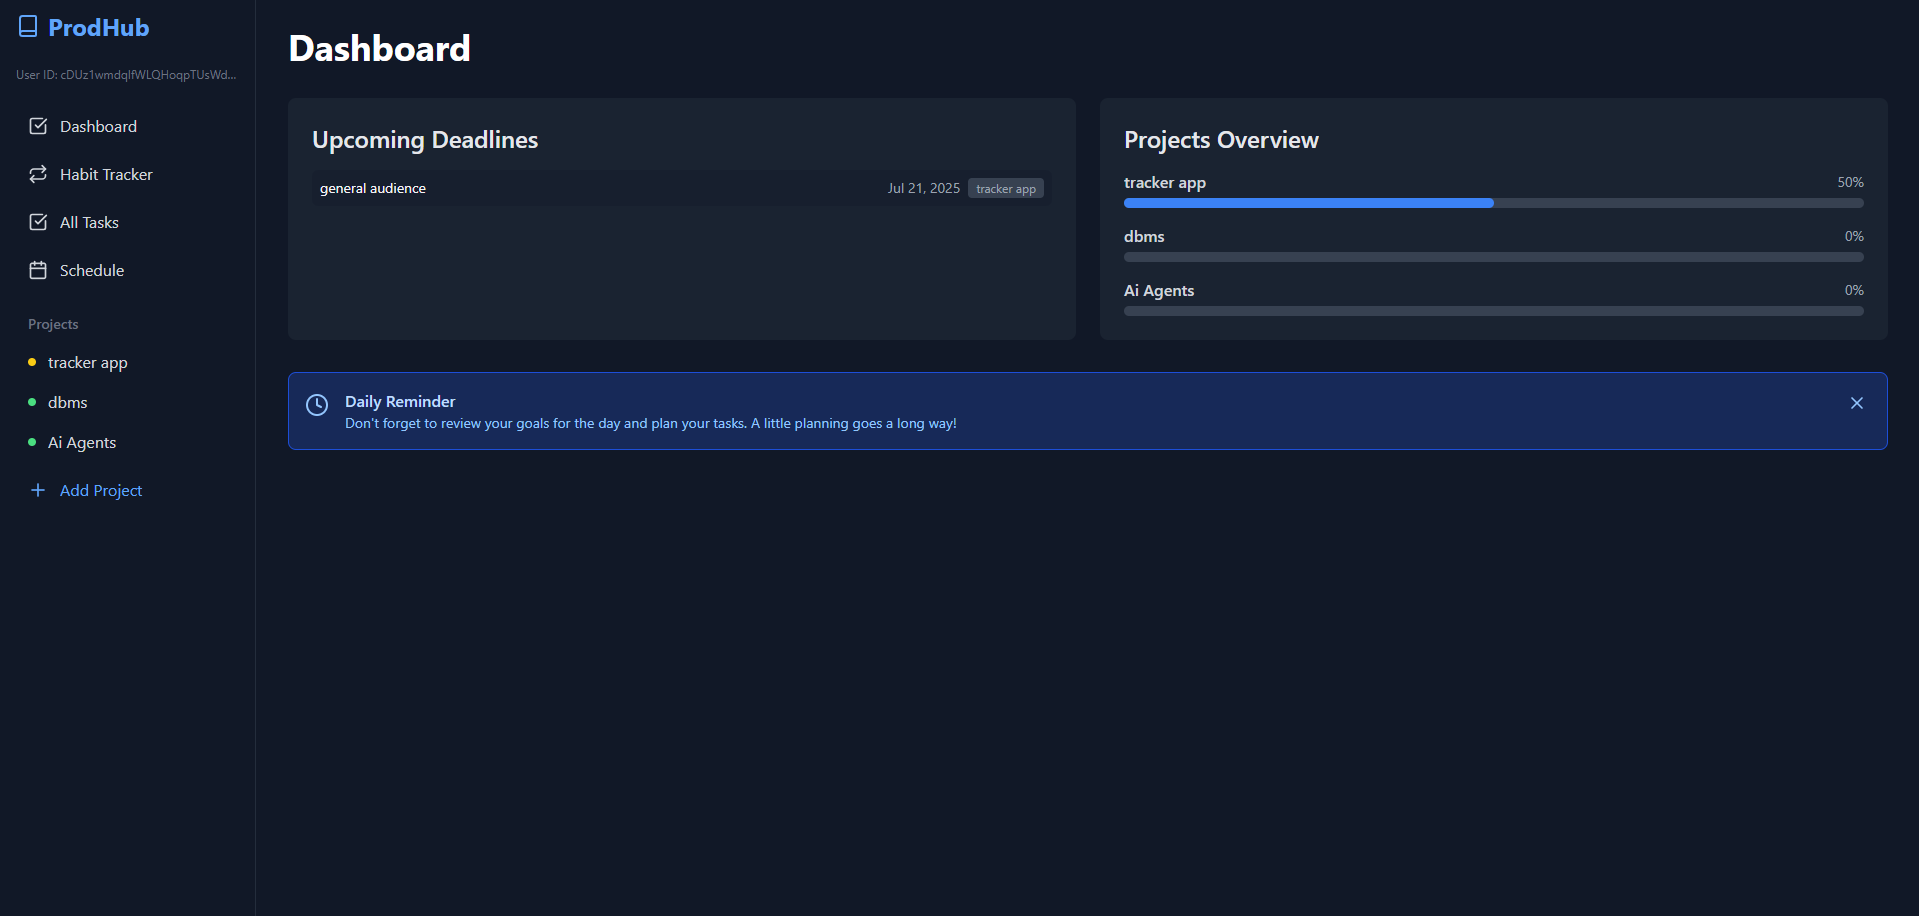 ProdHub
User ID: cDUz1wmdqlfWLQHoqpTUsWd...
Dashboard
Habit Tracker
All Tasks
Schedule
Projects
tracker app
dbms
Ai Agents
Add Project
Dashboard
Upcoming Deadlines
general audience Jul 21, 2025 tracker app
Projects Overview
tracker app 50%
dbms 0%
Ai Agents 0%
Daily Reminder
Don't forget to review your goals for the day and plan your tasks. A little planning goes a long way!